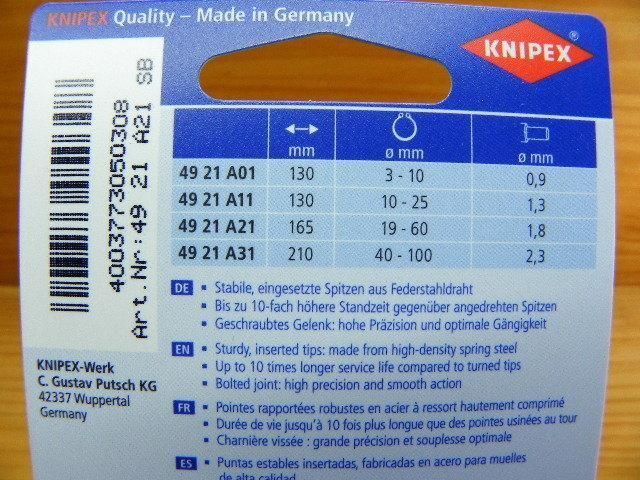 KNIPEX Quality – Made in Germany
KNIPEX ®
4003773050308
Art.Nr:49 21 A21 SB
mm ø mm ø mm
49 21 A01 130 3 - 10 0,9
49 21 A11 130 10 - 25 1,3
49 21 A21 165 19 - 60 1,8
49 21 A31 210 40 - 100 2,3
DE ▪ Stabile, eingesetzte Spitzen aus Federstahldraht
▪ Bis zu 10-fach höhere Standzeit gegenüber angedrehten Spitzen
▪ Geschraubtes Gelenk: hohe Präzision und optimale Gängigkeit
EN ▪ Sturdy, inserted tips: made from high-density spring steel
▪ Up to 10 times longer service life compared to turned tips
▪ Bolted joint: high precision and smooth action
KNIPEX-Werk
C. Gustav Putsch KG
42337 Wuppertal
Germany
FR ▪ Pointes rapportées robustes en acier à ressort hautement comprimé
▪ Durée de vie jusqu'à 10 fois plus longue que des pointes usinées au tour
▪ Charnière vissée : grande précision et souplesse optimale
ES ▪ Puntas estables insertadas, fabricadas en acero para muelles
de alta calidad